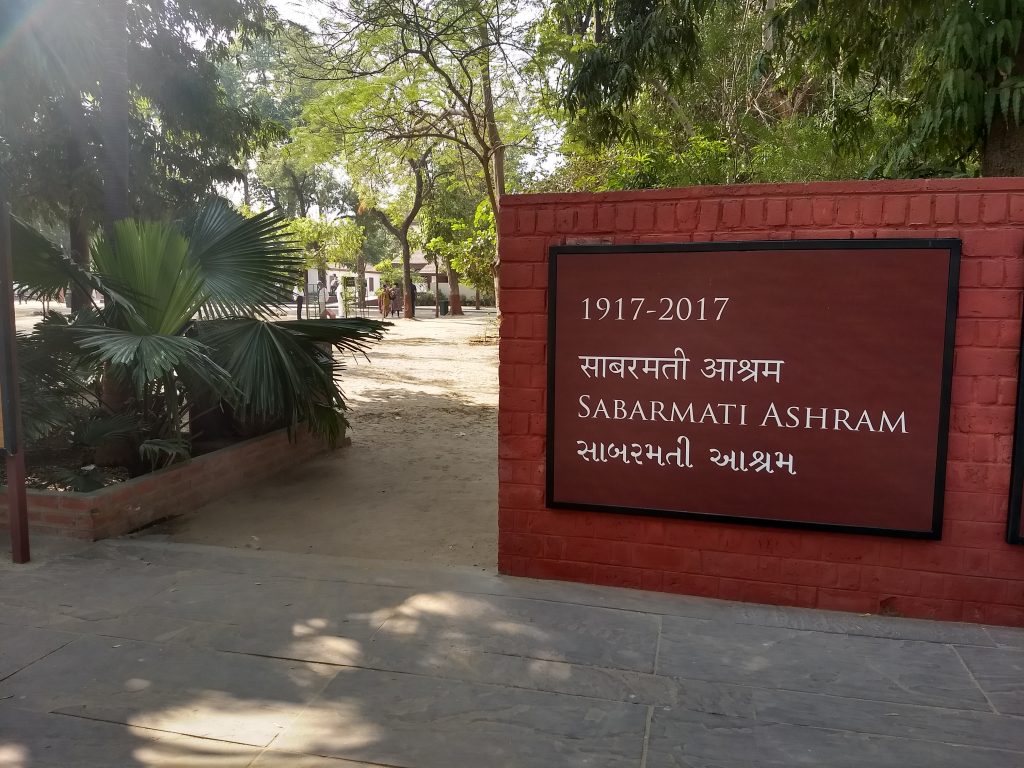 1917-2017
साबरमती आश्रम
SABARMATI ASHRAM
સાબરમતી આશ્રમ